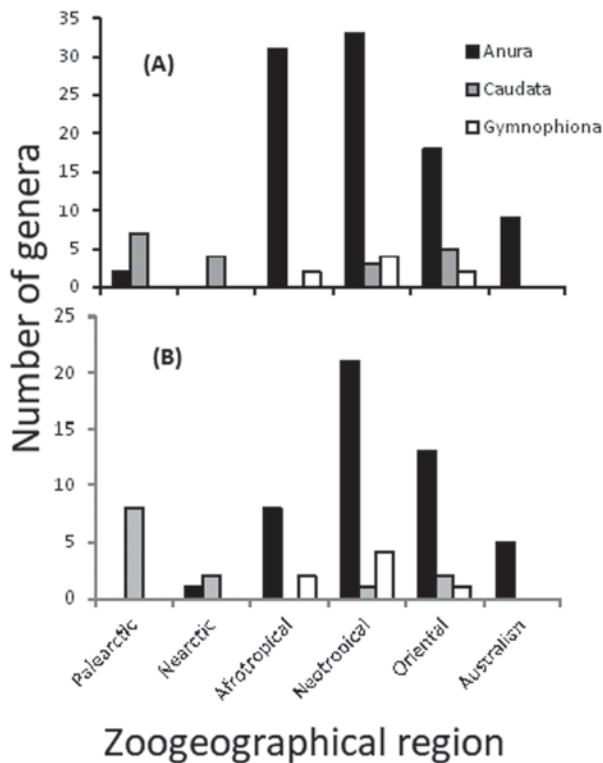 Number of genera
(A)
35
30
25
20
15
10
5
0
Anura
Caudata
Gymnophiona
(B)
25
20
15
10
5
0
Palearctic
Nearctic
Afrotropical
Neotropical
Oriental
Australian
Zoogeographical region